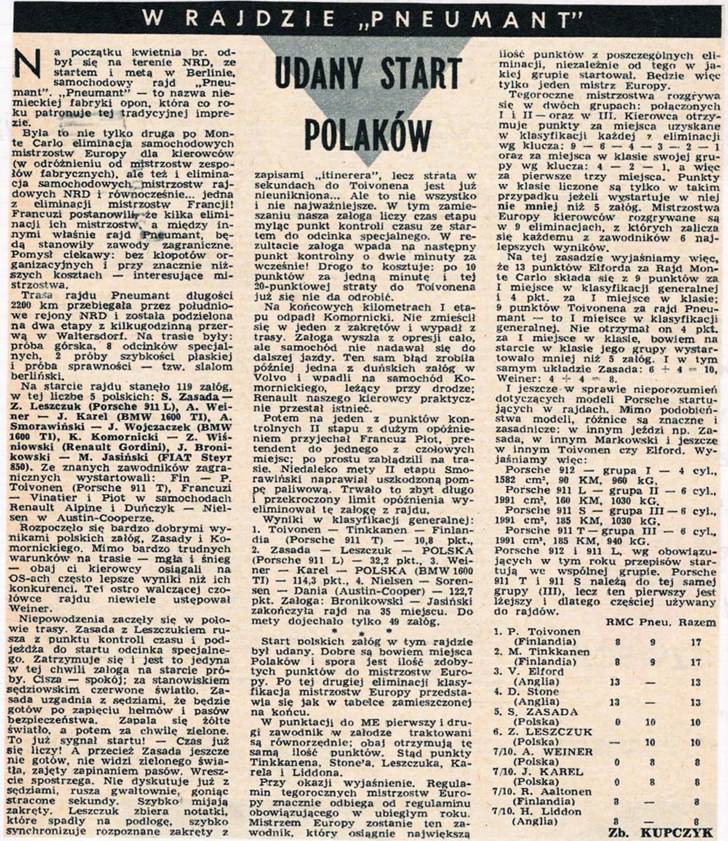 W RAJDZIE „PNEUMANT"
UDANY START
POLAKÓW
Na początku kwietnia br. od-
był się na terenie NRD, ze
startem i metą w Berlinie,
samochodowy rajd „Pneu-
mant". „Pneumant" — to nazwa nie-
mieckiej fabryki opon, która co ro-
ku patronuje tej tradycyjnej impre-
zie.
Była to nie tylko druga po Mon-
te Carlo eliminacja samochodowych
mistrzostw Europy dla kierowców
(w odróżnieniu od mistrzostw zespo-
łów fabrycznych), ale też i elimina-
cja samochodowych mistrzostw raj-
dowych NRD i równocześnie... jedna
z eliminacji mistrzostw Francji!
Francuzi postanowili, że kilka elimi-
nacji ich mistrzostw, między in-
nymi właśnie rajd Pneumant, bę-
dą stanowiły zawody zagraniczne.
Pomysł ciekawy: bez kłopotów or-
ganizacyjnych i przy znacznie niż-
szych kosztach — interesujące mi-
strzostwa.
Trasa rajdu Pneumant długości
2200 km przebiegała przez południo-
we rejony NRD i została podzielona
na dwa etapy z kilkugodzinną przer-
wą w Waltersdorf. Na trasie były:
próba górska, 8 odcinków specjal-
nych, 2 próby szybkości płaskiej
i próba sprawności — tzw. slalom
berliński.
Na starcie rajdu stanęło 119 załóg,
w tej liczbie 5 polskich: S. Zasada —
Z. Leszczuk (Porsche 911 L), A. Wei-
ner — J. Karel (BMW 1600 TI), A.
Smorawiński — J. Wojczaczek (BMW
1600 TI), K. Komornicki — Z. Wiś-
niowski (Renault Gordini), J. Broni-
kowski — M. Jasiński (FIAT Steyr
850). Ze znanych zawodników zagra-
nicznych wystartowali: Fin — P.
Toivonen (Porsche 911 T), Francuzi
— Vinatier i Piot w samochodach
Renault Alpine i Duńczyk — Niel-
sen w Austin-Cooperze.
Rozpoczęło się bardzo dobrymi wy-
nikami polskich załóg, Zasady i Ko-
mornickiego. Mimo bardzo trudnych
warunków na trasie — mgła i śnieg
— obaj ci kierowcy osiągali na
OS-ach często lepsze wyniki niż ich
konkurenci. Tej ostro walczącej czo-
łówce rajdu niewiele ustępował
Weiner.
Niepowodzenia zaczęły się w poło-
wie trasy. Zasada z Leszczukiem ru-
sza z punktu kontroli czasu i pod-
jeżdża do startu odcinka specjalne-
go. Zatrzymuje się i jest to jedyna
w tej chwili załoga na starcie pró-
by. Cisza — spokój; za stanowiskiem
sędziowskim czerwone światło. Za-
sada uzgadnia z sędziami, że będzie
gotów po zapięciu hełmów i pasów
bezpieczeństwa. Zapala się żółte
światło, a potem za chwilę zielone.
To już sygnał startu! — Czas już
się liczy! A przecież Zasada jeszcze
nie gotów, nie widzi zielonego świa-
tła, zajęty zapinaniem pasów. Wresz-
cie spostrzega. Nie dyskutuje już z
sędziami, rusza gwałtownie, goniąc
stracone sekundy. Szybko mijają
zakręty. Leszczuk zbiera notatki,
które spadły na podłogę, szybko
synchronizuje rozpoznane zakręty z
zapisami „itinerera", lecz strata w
sekundach do Toivonena jest już
nieunikniona... Ale to nie wszystko
i nie najważniejsze. W tym zamie-
szaniu nasza załoga liczy czas etapu
myląc punkt kontroli czasu ze star-
tem do odcinka specjalnego. W re-
zultacie załoga wpada na następny
punkt kontrolny o dwie minuty za
wcześnie! Drogo to kosztuje: po 10
punktów za jedną minutę i tej
20-punktowej straty do Toivonena
już się nie da odrobić.
Na końcowych kilometrach I eta-
pu odpadł Komornicki. Nie zmieścił
się w jeden z zakrętów i wypadł z
trasy. Załoga wyszła z opresji cało,
ale samochód nie nadawał się do
dalszej jazdy. Ten sam błąd zrobiła
później jedna z duńskich załóg w
Volvo i wpadli na samochód Ko-
mornickiego, leżący przy drodze;
Renault naszego kierowcy praktycz-
nie przestał istnieć.
Potem na jeden z punktów kon-
trolnych II etapu z dużym opóźnie-
niem przyjechał Francuz Piot, pre-
tendent do jednego z czołowych
miejsc; po prostu zabłądzili na tra-
sie. Niedaleko mety II etapu Smo-
rawiński naprawiał uszkodzoną pom-
pę paliwową. Trwało to zbyt długo
i przekroczony limit opóźnienia wy-
eliminował tę załogę z rajdu.
Wyniki w klasyfikacji generalnej:
1. Toivonen — Tinkkanen — Finlan-
dia (Porsche 911 T) — 10,8 pkt.,
2. Zasada — Leszczuk — POLSKA
(Porsche 911 L) — 32,2 pkt., 3. Wei-
ner — Karel — POLSKA (BMW 1600
TI) — 114,3 pkt., 4. Nielsen — Soren-
sen — Dania (Austin-Cooper) — 122,7
pkt. Załoga: Bronikowski — Jasiński
zakończyła rajd na 35 miejscu. Do
mety dojechało tylko 49 załóg.
* * *
Start polskich załóg w tym rajdzie
był udany. Dobre są bowiem miejsca
Polaków i spora jest ilość zdoby-
tych punktów do mistrzostw Euro-
py. Po tej drugiej eliminacji klasy-
fikacja mistrzostw Europy przedsta-
wia się jak w tabelce zamieszczonej
na końcu.
W punktacji do ME pierwszy i dru-
gi zawodnik w załodze traktowani
są równorzędnie; obaj otrzymują tę
samą ilość punktów. Stąd punkty
Tinkkanena, Stone'a, Leszczuka, Ka-
rela i Liddona.
Przy okazji wyjaśnienie. Regula-
min tegorocznych mistrzostw Euro-
py znacznie odbiega od regulaminu
obowiązującego w ubiegłym roku.
Mistrzem Europy zostanie ten za-
wodnik, który osiągnie największą
ilość punktów z poszczególnych eli-
minacji, niezależnie od tego w ja-
kiej grupie startował. Będzie więc
tylko jeden mistrz Europy.
Tegoroczne mistrzostwa rozgrywa
się w dwóch grupach: połączonych
I i II — oraz w III. Kierowca otrzy-
muje punkty za miejsca uzyskane
w klasyfikacji każdej z eliminacji
wg klucza: 9 — 6 — 4 — 3 — 2 — 1
oraz za miejsca w klasie swojej gru-
py wg klucza: 4 — 2 — 1, a więc
za pierwsze trzy miejsca. Punkty
w klasie liczone są tylko w takim
przypadku jeżeli wystartuje w niej
nie mniej niż 5 załóg. Mistrzostwa
Europy kierowców rozgrywane są
w 9 eliminacjach, z których zalicza
się każdemu z zawodników 6 naj-
lepszych wyników.
Na tej zasadzie wyjaśniamy więc,
że 13 punktów Elforda za Rajd Mon-
te Carlo składa się z 9 punktów za
I miejsce w klasyfikacji generalnej
i 4 pkt. za I miejsce w klasie;
9 punktów Toivonena za rajd Pneu-
mant — to I miejsce w klasyfikacji
generalnej. Nie otrzymał on 4 pkt.
za I miejsce w klasie, bowiem na
starcie w klasie jego grupy wystar-
towało mniej niż 5 załóg. I w tym
samym układzie Zasada: 6 + 4 = 10,
Weiner: 4 + 4 = 8.
I jeszcze w sprawie nieporozumień
dotyczących modeli Porsche startu-
jących w rajdach. Mimo podobień-
stwa modeli, różnice są znaczne i
zasadnicze: w innym jeździ np. Za-
sada, w innym Markowski i jeszcze
w innym Toivonen czy Elford. Wy-
jaśniamy więc:
Porsche 912 — grupa I — 4 cyl.,
1582 cm³, 90 KM, 960 kG,
Porsche 911 L — grupa II — 6 cyl.,
1991 cm³, 160 KM, 1030 kG,
Porsche 911 S — grupa III — 6 cyl.,
1991 cm³, 185 KM, 1030 kG,
Porsche 911 T — grupa III — 6 cyl.,
1991 cm³, 185 KM, 940 kG.
Porsche 912 i 911 L, wg obowiązu-
jących w tym roku przepisów startu-
ją we wspólnej grupie. Porsche
911 T i 911 S należą do tej samej
grupy (III), lecz ten pierwszy jest
lżejszy i dlatego częściej używany
do rajdów.
RMC Pneu. Razem
1. P. Toivonen
(Finlandia) 8 9 17
2. M. Tinkkanen
(Finlandia) 8 9 17
3. V. Elford
(Anglia) 13 — 13
4. D. Stone
(Anglia) 13 — 13
5. S. ZASADA
(Polska) 0 10 10
6. Z. LESZCZUK
(Polska) — 10 10
7/10. A. WEINER
(Polska) 0 8 8
7/10. J. KAREL
(Polska) 0 8 8
7/10. R. Aaltonen
(Finlandia) 8 — 8
7/10. H. Liddon
(Anglia) 8 — 8
Zb. KUPCZYK